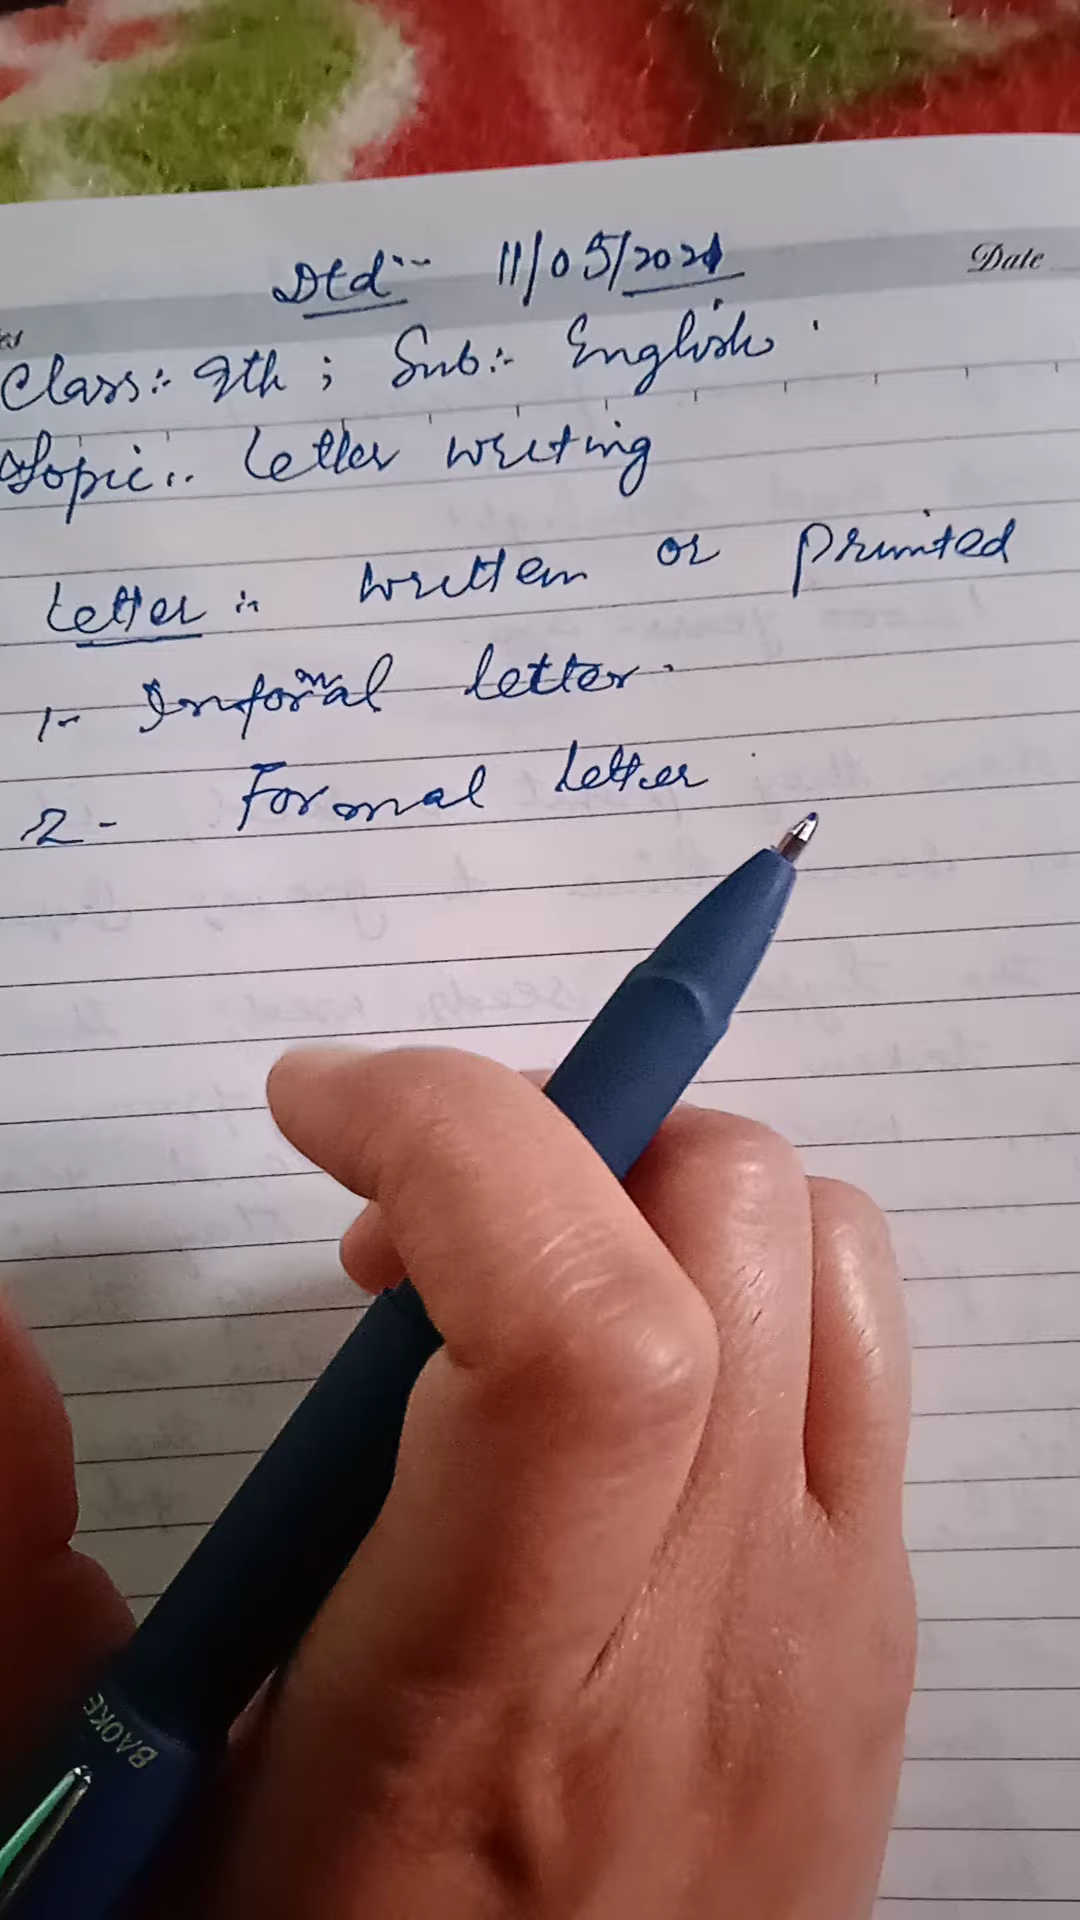 Dtd:- 11/05/2021
Date
Class:- 9th ; Sub:- English.
Topic:. Letter writing
Letter :- written or printed
1- Informal letter.
2- Formal Letter
BAOKE